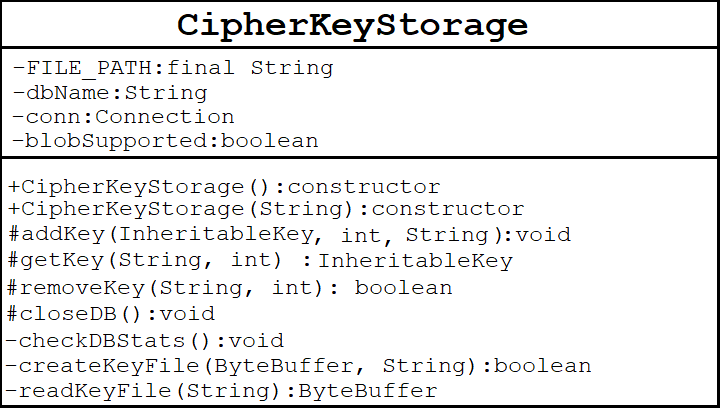 CipherKeyStorage
-FILE_PATH:final String
-dbName:String
-conn:Connection
-blobSupported:boolean
+CipherKeyStorage():constructor
+CipherKeyStorage(String):constructor
#addKey(InheritableKey, int, String):void
#getKey(String, int) :InheritableKey
#removeKey(String, int): boolean
#closeDB():void
-checkDBStats():void
-createKeyFile(ByteBuffer, String):boolean
-readKeyFile(String):ByteBuffer